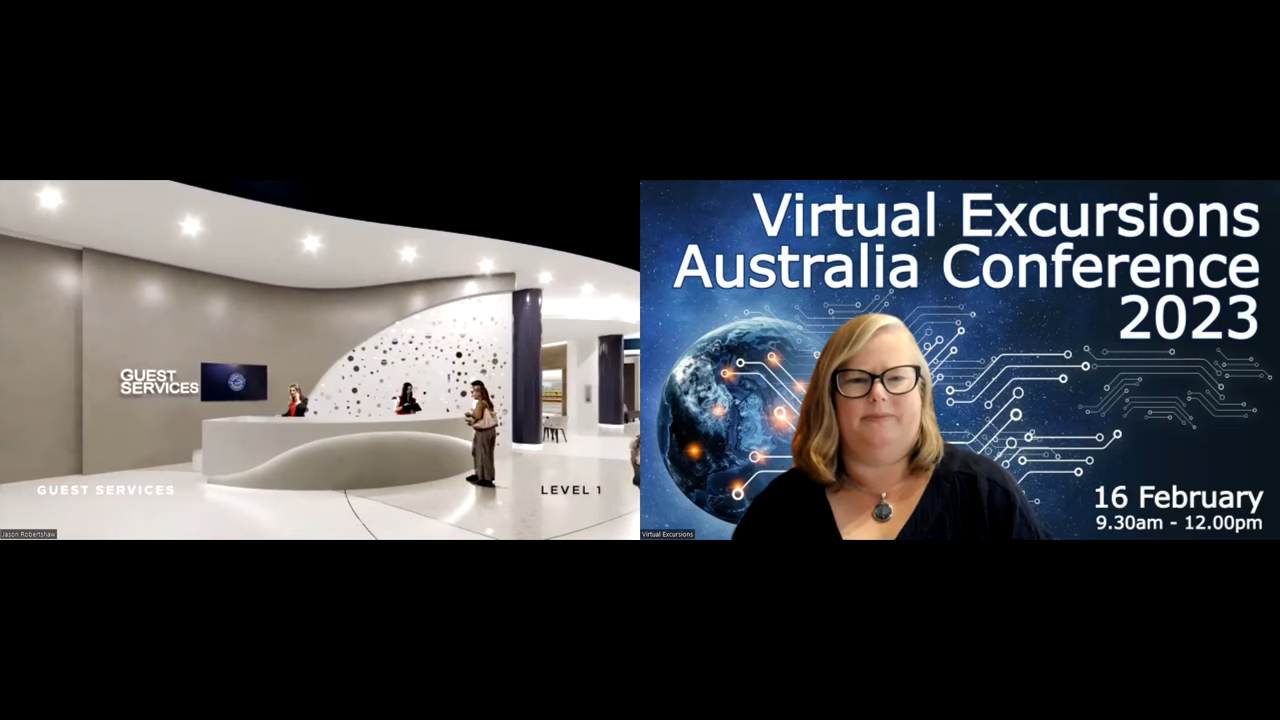 GUEST
SERVICES
GUEST SERVICES
LEVEL 1
Jason Robertshaw
Virtual Excursions
Australia Conference
2023
16 February
9.30am - 12.00pm
Virtual Excursions